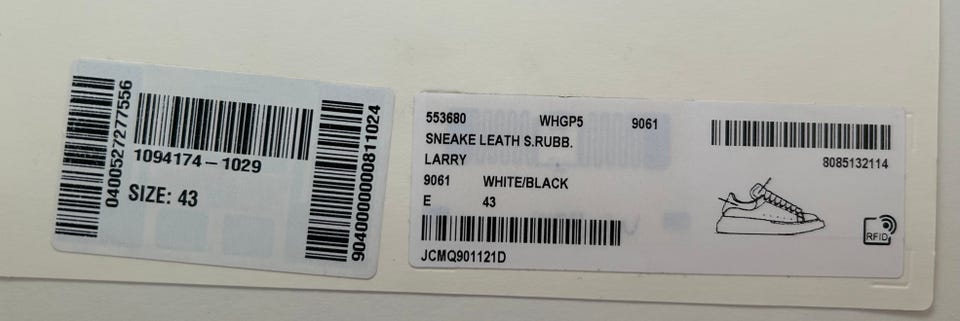 0400527277556
1094174-1029
SIZE: 43
9040000000811024
553680 WHGP5 9061
SNEAKE LEATH S.RUBB.
LARRY
9061 WHITE/BLACK
E 43
JCMQ901121D
8085132114
RFID